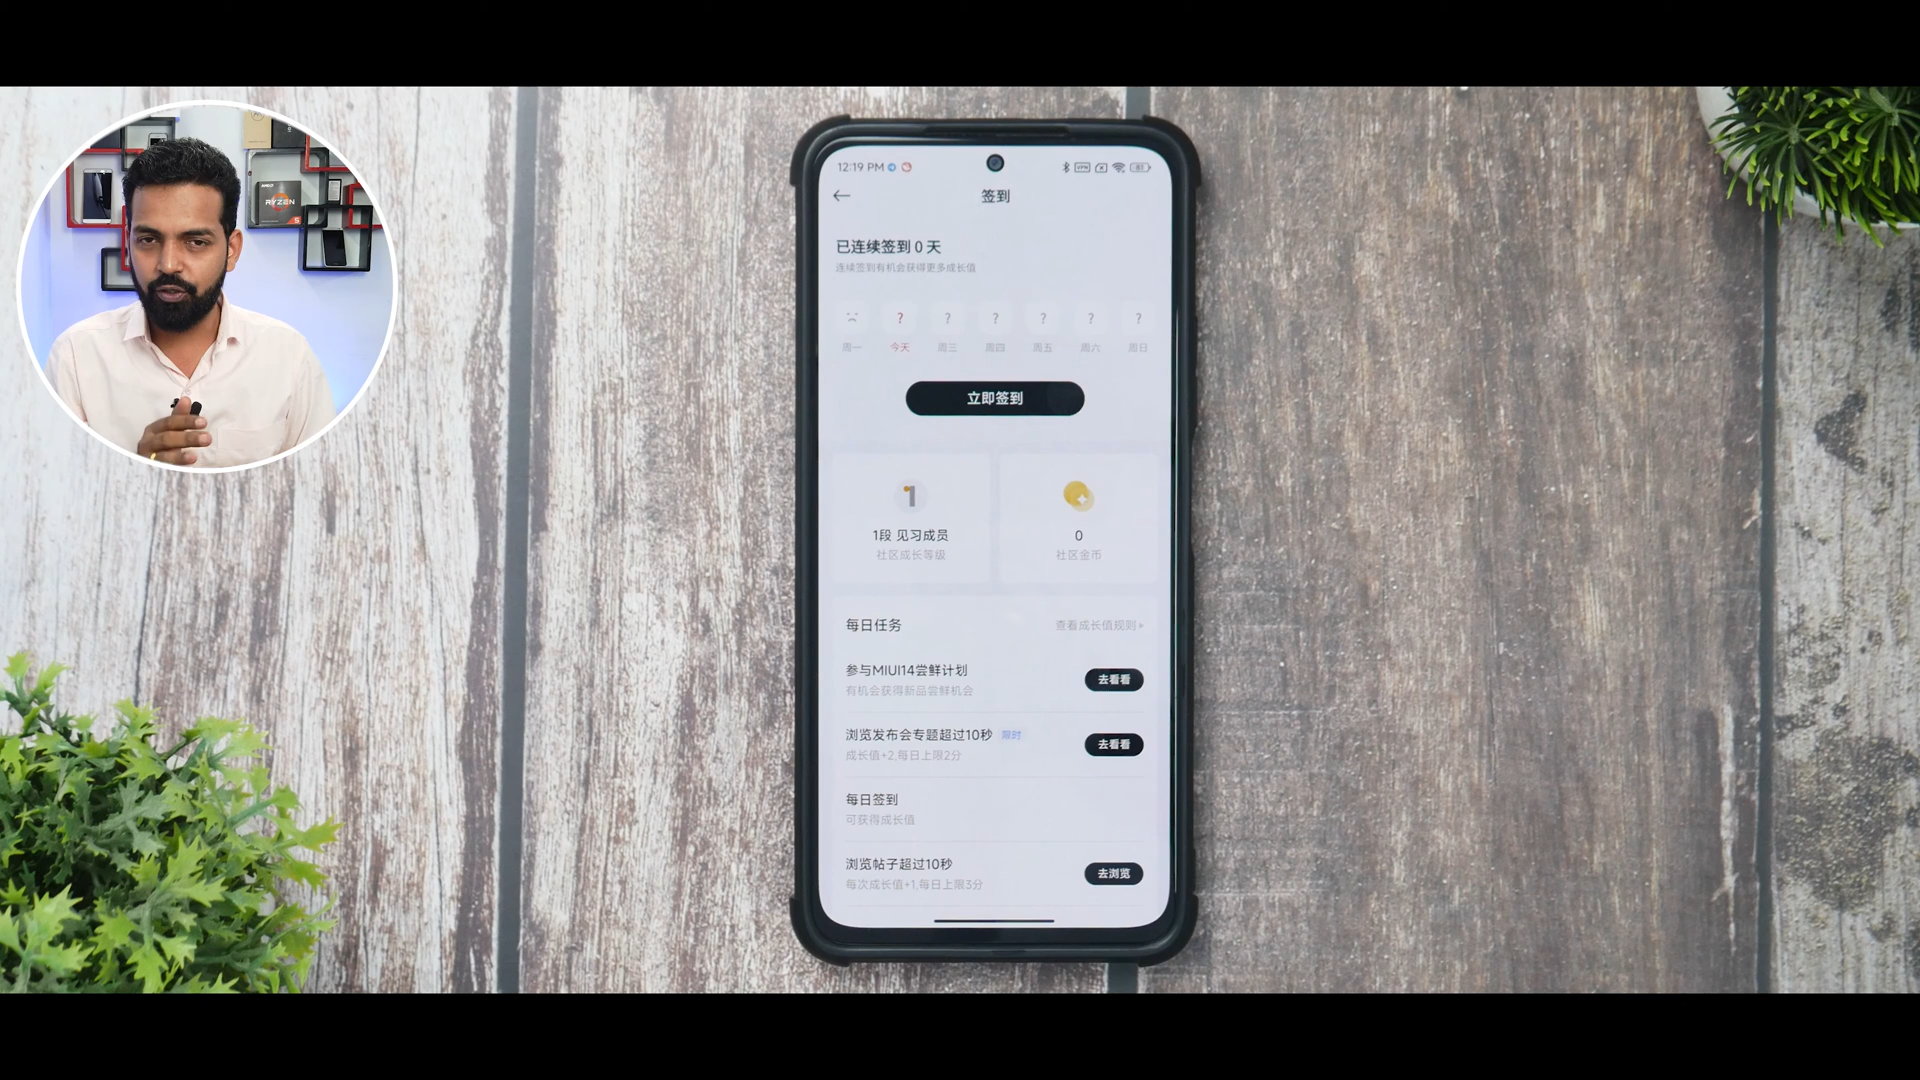 AMD
RYZEN
5
12:19 PM
VPN
81
签到
已连续签到 0 天
连续签到有机会获得更多成长值
? ? ? ? ? ?
周一 今天 周三 周四 周五 周六 周日
立即签到
1
1段 见习成员
社区成长等级
0
社区金币
每日任务
查看成长值规则
参与MIUI14尝鲜计划
有机会获得新品尝鲜机会
去看看
浏览发布会专题超过10秒 限时
成长值+2,每日上限2分
去看看
每日签到
可获得成长值
浏览帖子超过10秒
每次成长值+1,每日上限3分
去浏览